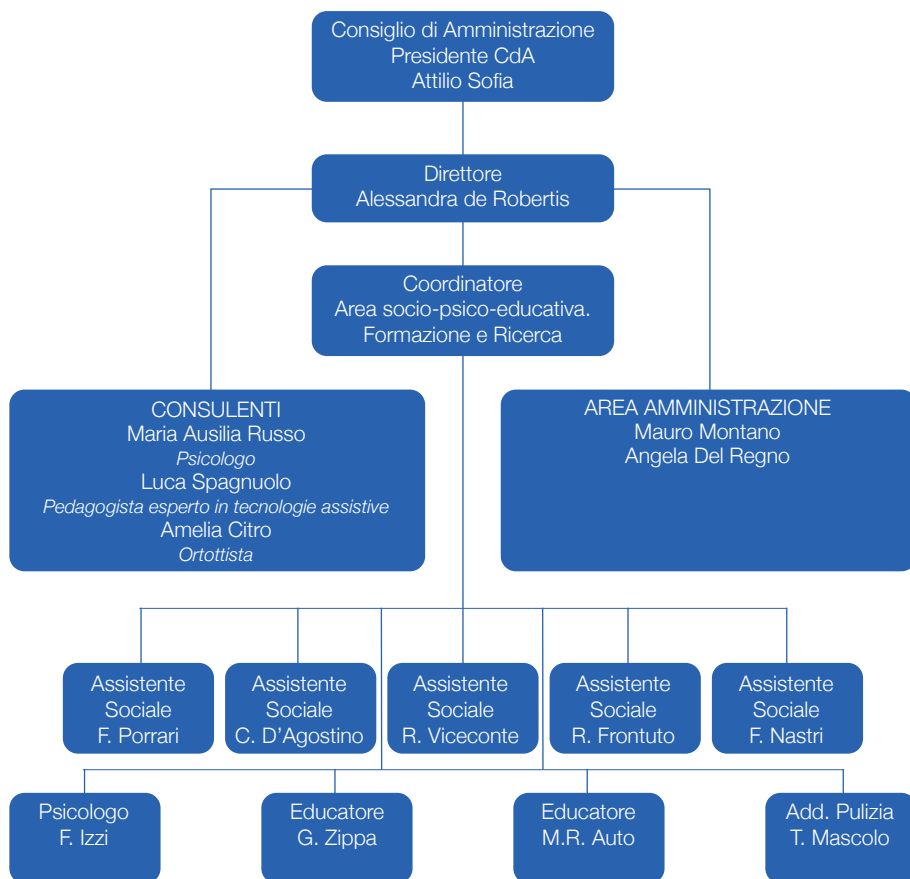 Consiglio di Amministrazione
Presidente CdA
Attilio Sofia
Direttore
Alessandra de Robertis
Coordinatore
Area socio-psico-educativa.
Formazione e Ricerca
CONSULENTI
Maria Ausilia Russo
Psicologo
Luca Spagnuolo
Pedagogista esperto in tecnologie assistive
Amelia Citro
Ortottista
AREA AMMINISTRAZIONE
Mauro Montano
Angela Del Regno
Assistente
Sociale
F. Porrari
Assistente
Sociale
C. D'Agostino
Assistente
Sociale
R. Viceconte
Assistente
Sociale
R. Frontuto
Assistente
Sociale
F. Nastri
Psicologo
F. Izzi
Educatore
G. Zippa
Educatore
M.R. Auto
Add. Pulizia
T. Mascolo